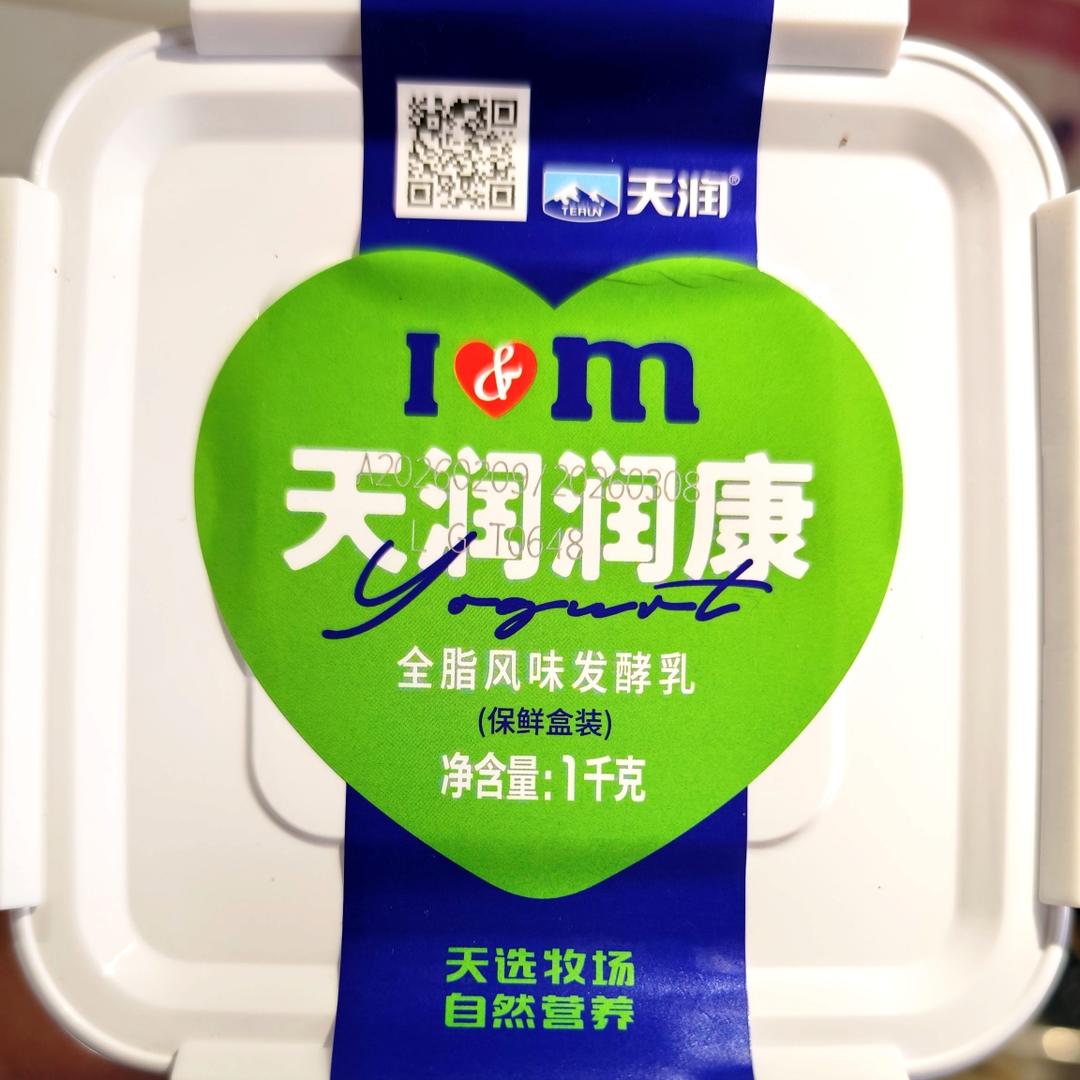 TERUN 天润®
I & m
天润润康
A20260209/20260308
L G T0648
Yogurt
全脂风味发酵乳
(保鲜盒装)
净含量:1千克
天选牧场
自然营养